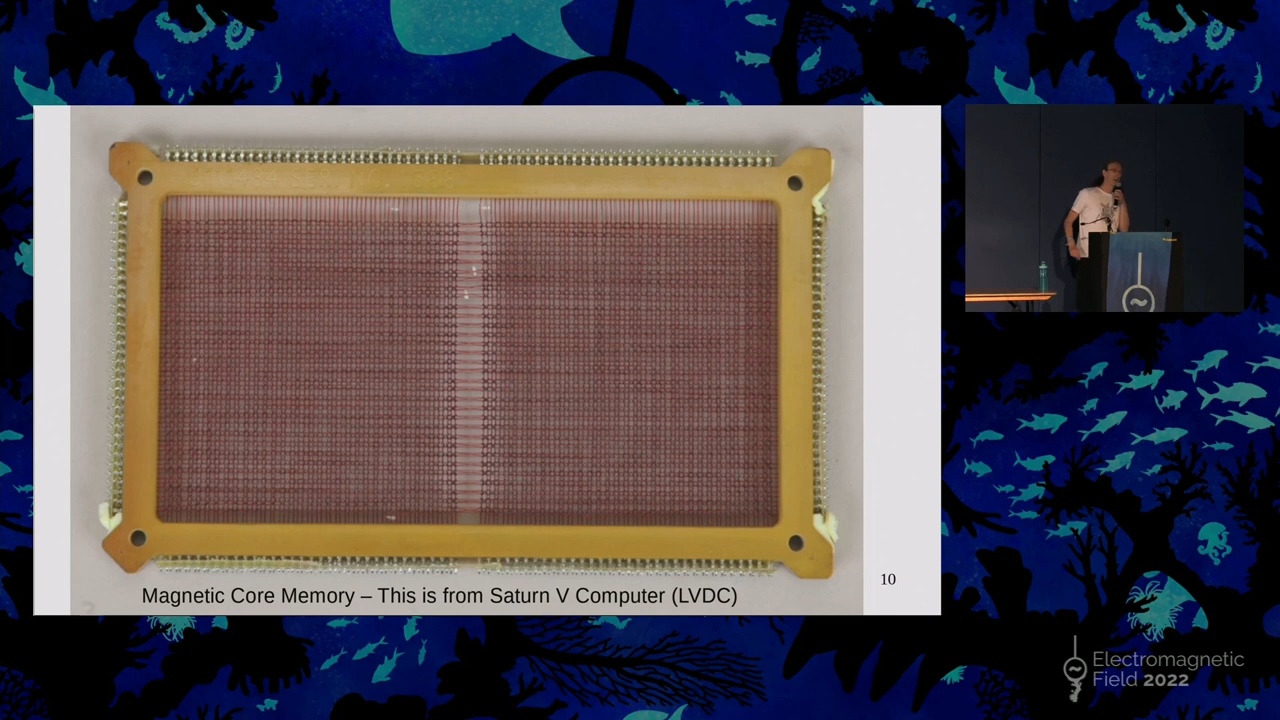 Magnetic Core Memory – This is from Saturn V Computer (LVDC)
10
Electromagnetic
Field 2022